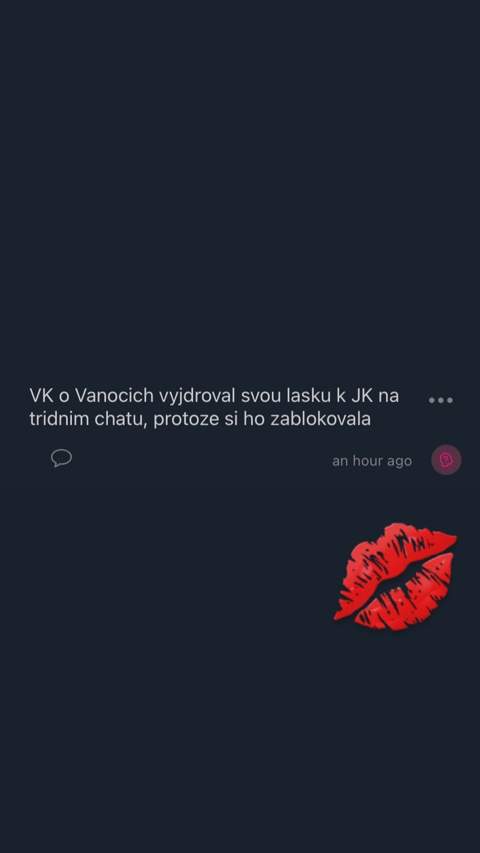 VK o Vanocich vyjdroval svou lasku k JK na
tridnim chatu, protoze si ho zablokovala
an hour ago